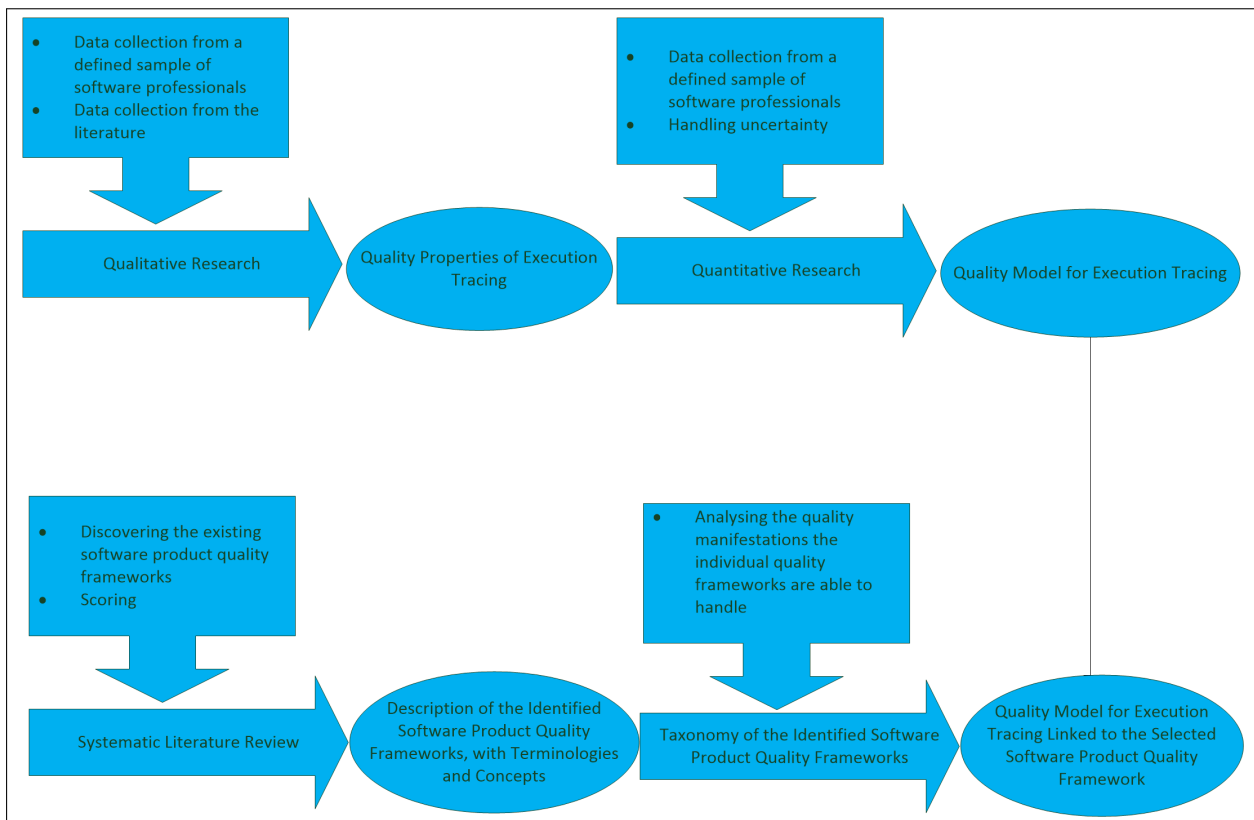 • Data collection from a
defined sample of
software professionals
• Data collection from the
literature
Qualitative Research
Quality Properties of Execution
Tracing
• Data collection from a
defined sample of
software professionals
• Handling uncertainty
Quantitative Research
Quality Model for Execution Tracing
• Discovering the existing
software product quality
frameworks
• Scoring
Systematic Literature Review
Description of the Identified
Software Product Quality
Frameworks, with Terminologies
and Concepts
• Analysing the quality
manifestations the
individual quality
frameworks are able to
handle
Taxonomy of the Identified Software
Product Quality Frameworks
Quality Model for Execution
Tracing Linked to the Selected
Software Product Quality
Framework